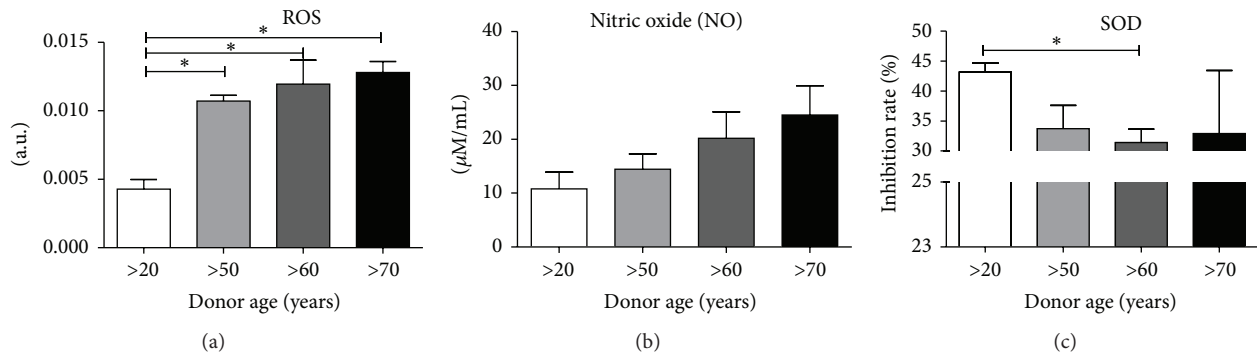 ROS
(a.u.)
0.015
0.010
0.005
0.000
*
*
*
>20 >50 >60 >70
Donor age (years)
(a)
Nitric oxide (NO)
(μM/mL)
40
30
20
10
0
>20 >50 >60 >70
Donor age (years)
(b)
SOD
Inhibition rate (%)
50
45
40
35
30
25
23
*
>20 >50 >60 >70
Donor age (years)
(c)